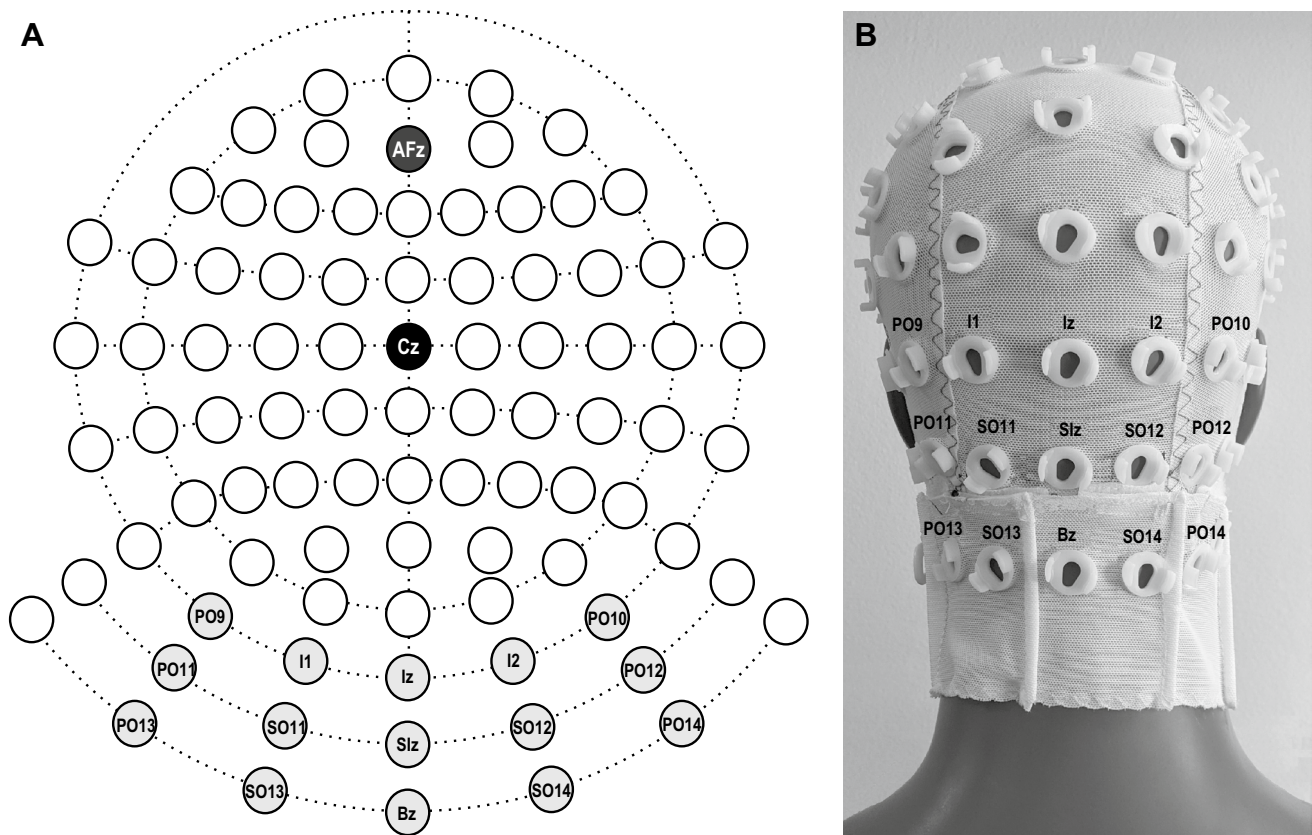 A
AFz
Cz
PO9
PO10
I1
Iz
I2
PO11
PO12
SO11
SIz
SO12
PO13
PO14
SO13
Bz
SO14
B
PO9
I1
Iz
I2
PO10
PO11
SO11
SIz
SO12
PO12
PO13
SO13
Bz
SO14
PO14